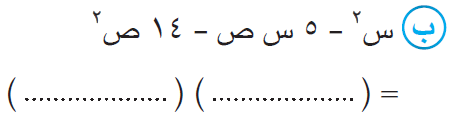 ب س٢ – ٥ س ص – ١٤ ص٢
= ( .................... ) ( .................... )